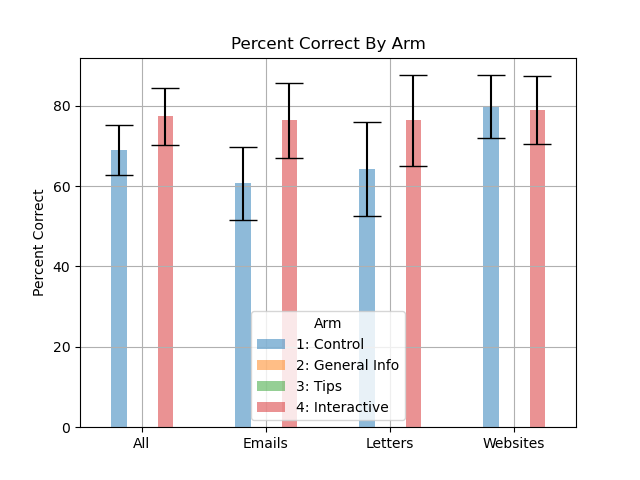 Percent Correct By Arm
Percent Correct
80
60
40
20
0
Arm
1: Control
2: General Info
3: Tips
4: Interactive
All
Emails
Letters
Websites